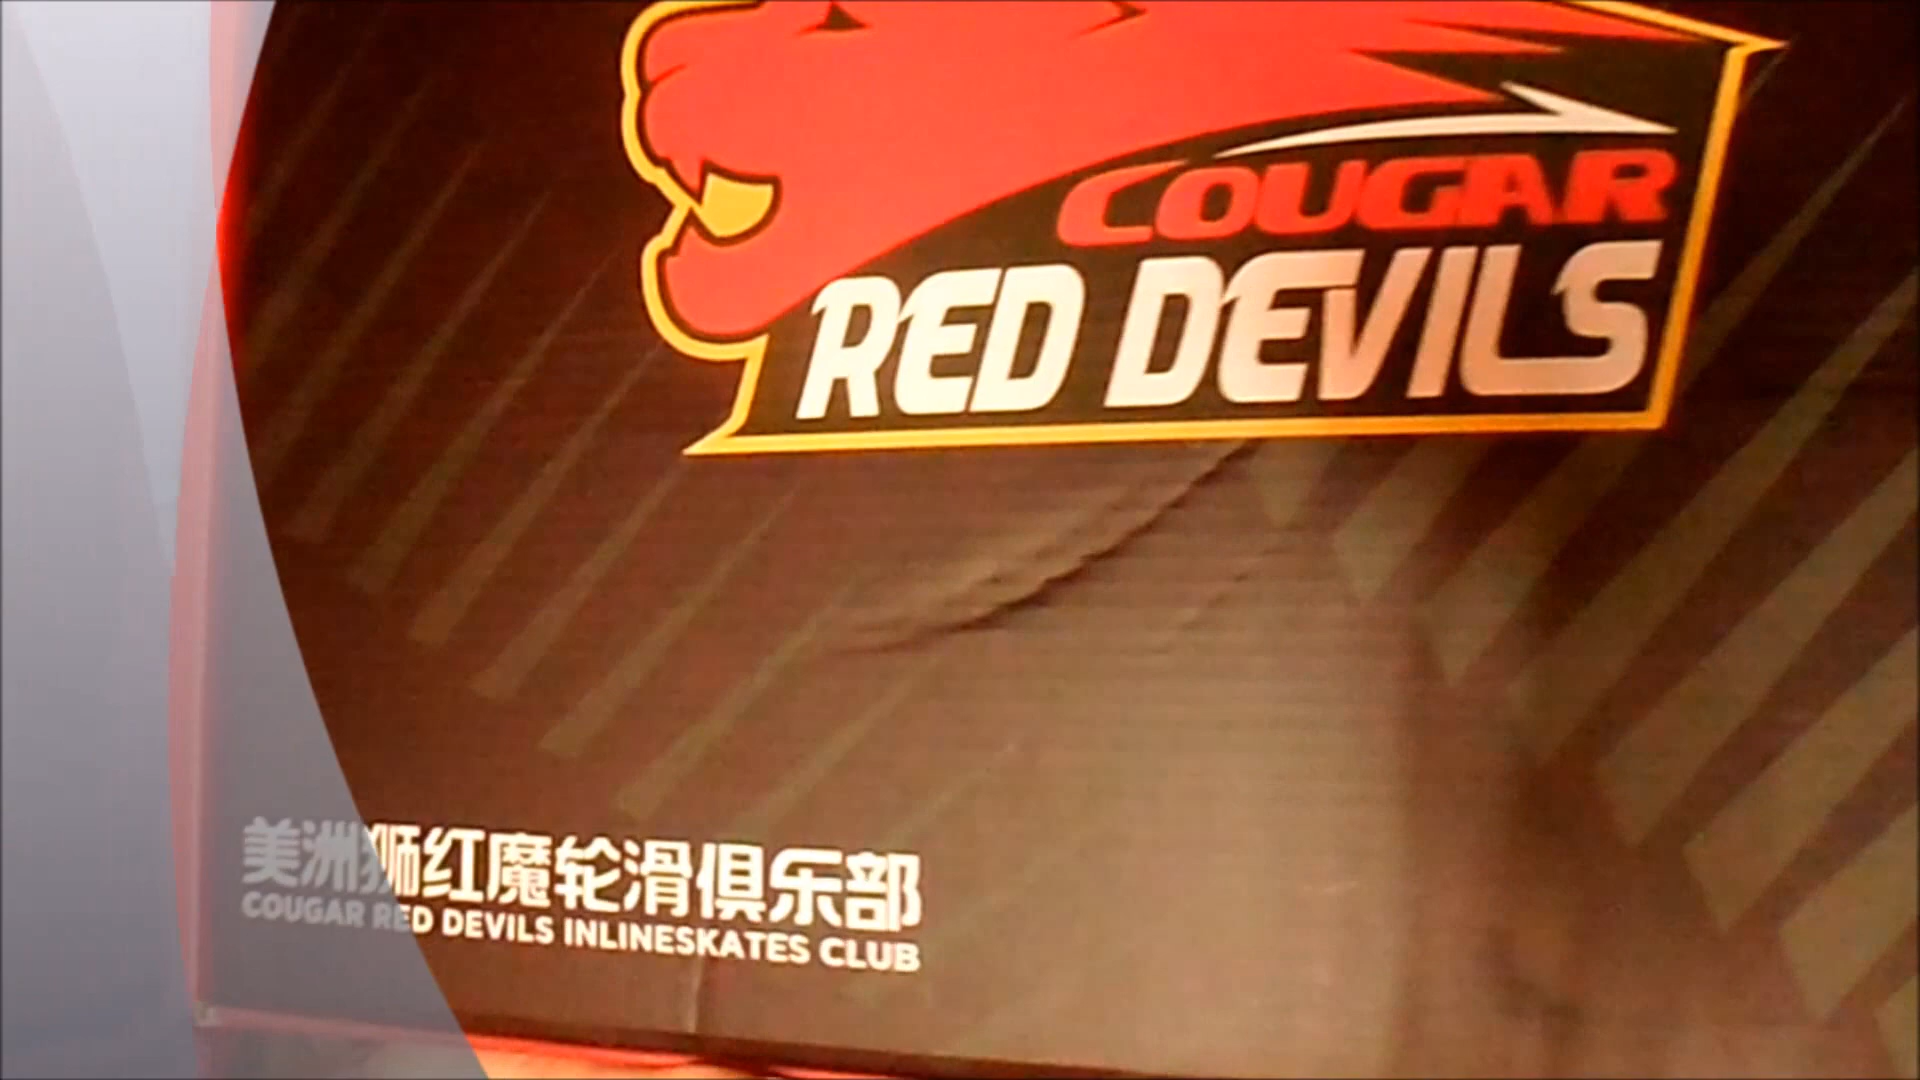 COUGAR
RED DEVILS
美洲狮红魔轮滑俱乐部
COUGAR RED DEVILS INLINESKATES CLUB